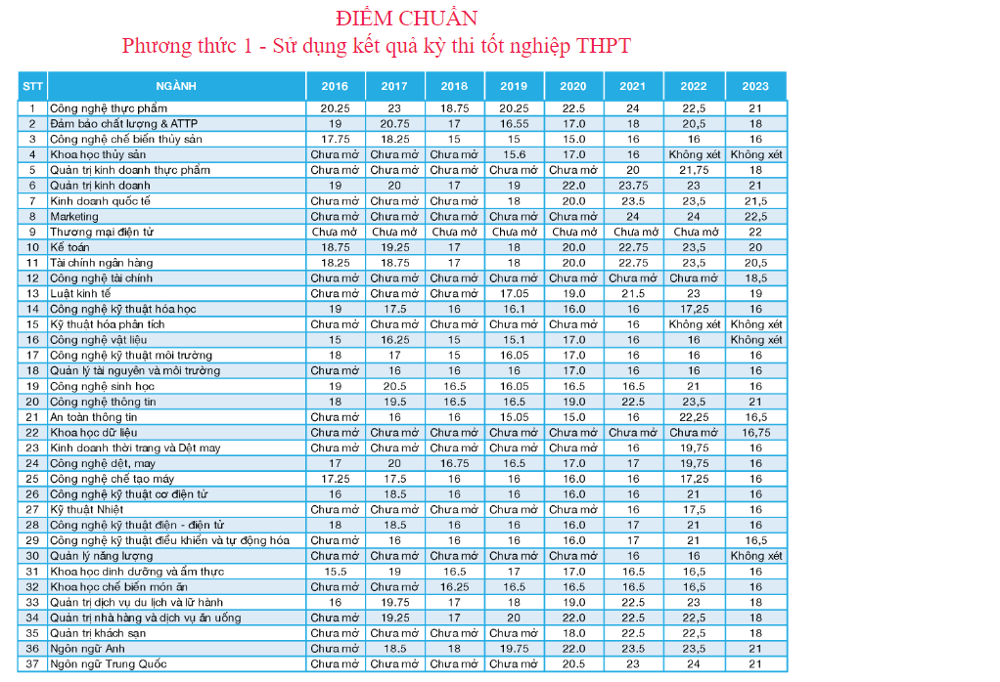 ĐIỂM CHUẨN
Phương thức 1 - Sử dụng kết quả kỳ thi tốt nghiệp THPT
STT NGÀNH 2016 2017 2018 2019 2020 2021 2022 2023
1 Công nghệ thực phẩm 20.25 23 18.75 20.25 22.5 24 22,5 21
2 Đảm bảo chất lượng & ATTP 19 20.75 17 16.55 17.0 18 20,5 18
3 Công nghệ chế biến thủy sản 17.75 18.25 15 15 15.0 16 16 16
4 Khoa học thủy sản Chưa mở Chưa mở Chưa mở 15.6 17.0 16 Không xét Không xét
5 Quản trị kinh doanh thực phẩm Chưa mở Chưa mở Chưa mở Chưa mở Chưa mở 20 21,75 18
6 Quản trị kinh doanh 19 20 17 19 22.0 23.75 23 21
7 Kinh doanh quốc tế Chưa mở Chưa mở Chưa mở 18 20.0 23.5 23,5 21,5
8 Marketing Chưa mở Chưa mở Chưa mở Chưa mở Chưa mở 24 24 22,5
9 Thương mại điện tử Chưa mở Chưa mở Chưa mở Chưa mở Chưa mở Chưa mở Chưa mở 22
10 Kế toán 18.75 19.25 17 18 20.0 22.75 23,5 20
11 Tài chính ngân hàng 18.25 18.75 17 18 20.0 22.75 23,5 20,5
12 Công nghệ tài chính Chưa mở Chưa mở Chưa mở Chưa mở Chưa mở Chưa mở Chưa mở 18,5
13 Luật kinh tế Chưa mở Chưa mở Chưa mở 17.05 19.0 21.5 23 19
14 Công nghệ kỹ thuật hóa học 19 17.5 16 16.1 16.0 16 17,25 16
15 Kỹ thuật hóa phân tích Chưa mở Chưa mở Chưa mở Chưa mở Chưa mở 16 Không xét Không xét
16 Công nghệ vật liệu 15 16.25 15 15.1 17.0 16 16 Không xét
17 Công nghệ kỹ thuật môi trường 18 17 15 16.05 17.0 16 16 16
18 Quản lý tài nguyên và môi trường Chưa mở 16 16 16 17.0 16 16 16
19 Công nghệ sinh học 19 20.5 16.5 16.05 16.5 16.5 21 16
20 Công nghệ thông tin 18 19.5 16.5 16.5 19.0 22.5 23,5 21
21 An toàn thông tin Chưa mở 16 16 15.05 15.0 16 22,25 16,5
22 Khoa học dữ liệu Chưa mở Chưa mở Chưa mở Chưa mở Chưa mở Chưa mở Chưa mở 16,75
23 Kinh doanh thời trang và Dệt may Chưa mở Chưa mở Chưa mở Chưa mở Chưa mở 16 19,75 16
24 Công nghệ dệt, may 17 20 16.75 16.5 17.0 17 19,75 16
25 Công nghệ chế tạo máy 17.25 17.5 16 16 16.0 16 17,25 16
26 Công nghệ kỹ thuật cơ điện tử 16 18.5 16 16 16.0 16 21 16
27 Kỹ thuật Nhiệt Chưa mở Chưa mở Chưa mở Chưa mở Chưa mở 16 17,5 16
28 Công nghệ kỹ thuật điện - điện tử 18 18.5 16 16 16.0 17 21 16
29 Công nghệ kỹ thuật điều khiển và tự động hóa Chưa mở 16 16 16 16.0 17 21 16,5
30 Quản lý năng lượng Chưa mở Chưa mở Chưa mở Chưa mở Chưa mở 16 16 Không xét
31 Khoa học dinh dưỡng và ẩm thực 15.5 19 16.5 17 17.0 16.5 16,5 16
32 Khoa học chế biến món ăn Chưa mở Chưa mở 16.25 16.5 16.5 16.5 16,5 16
33 Quản trị dịch vụ du lịch và lữ hành 16 19.75 17 18 19.0 22.5 23 18
34 Quản trị nhà hàng và dịch vụ ăn uống Chưa mở 19.25 17 20 22.0 22.5 22,5 18
35 Quản trị khách sạn Chưa mở Chưa mở Chưa mở Chưa mở 18.0 22.5 22,5 18
36 Ngôn ngữ Anh Chưa mở 18.5 18 19.75 22.0 23.5 23,5 21
37 Ngôn ngữ Trung Quốc Chưa mở Chưa mở Chưa mở Chưa mở 20.5 23 24 21